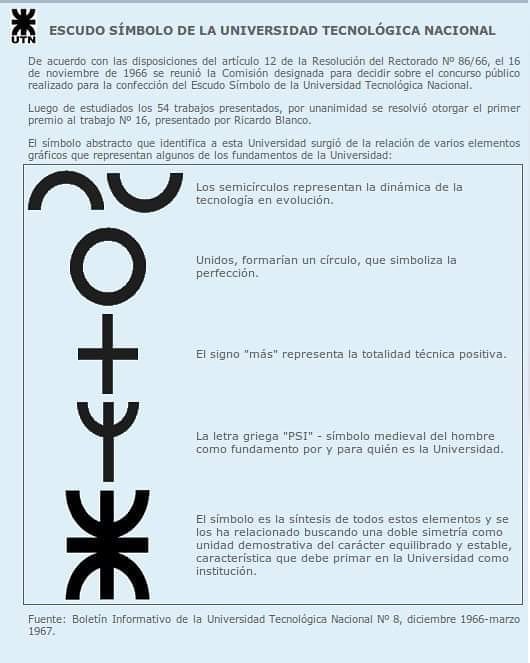 UTN
ESCUDO SÍMBOLO DE LA UNIVERSIDAD TECNOLÓGICA NACIONAL
De acuerdo con las disposiciones del artículo 12 de la Resolución del Rectorado Nº 86/66, el 16
de noviembre de 1966 se reunió la Comisión designada para decidir sobre el concurso público
realizado para la confección del Escudo Símbolo de la Universidad Tecnológica Nacional.
Luego de estudiados los 54 trabajos presentados, por unanimidad se resolvió otorgar el primer
premio al trabajo Nº 16, presentado por Ricardo Blanco.
El símbolo abstracto que identifica a esta Universidad surgió de la relación de varios elementos
gráficos que representan algunos de los fundamentos de la Universidad:
Los semicírculos representan la dinámica de la
tecnología en evolución.
Unidos, formarían un círculo, que simboliza la
perfección.
El signo "más" representa la totalidad técnica positiva.
La letra griega "PSI" - símbolo medieval del hombre
como fundamento por y para quién es la Universidad.
El símbolo es la síntesis de todos estos elementos y se
los ha relacionado buscando una doble simetría como
unidad demostrativa del carácter equilibrado y estable,
característica que debe primar en la Universidad como
institución.
Fuente: Boletín Informativo de la Universidad Tecnológica Nacional Nº 8, diciembre 1966-marzo
1967.